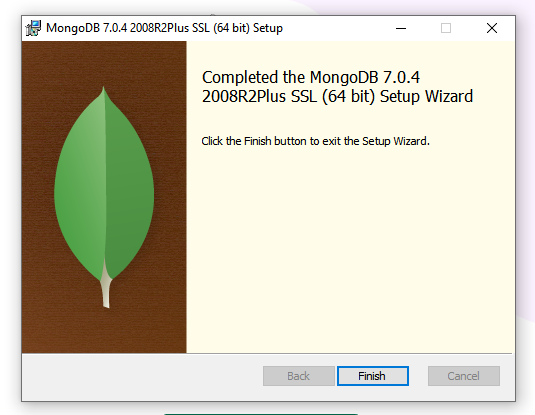 MongoDB 7.0.4 2008R2Plus SSL (64 bit) Setup
Completed the MongoDB 7.0.4
2008R2Plus SSL (64 bit) Setup Wizard
Click the Finish button to exit the Setup Wizard.
Back
Finish
Cancel